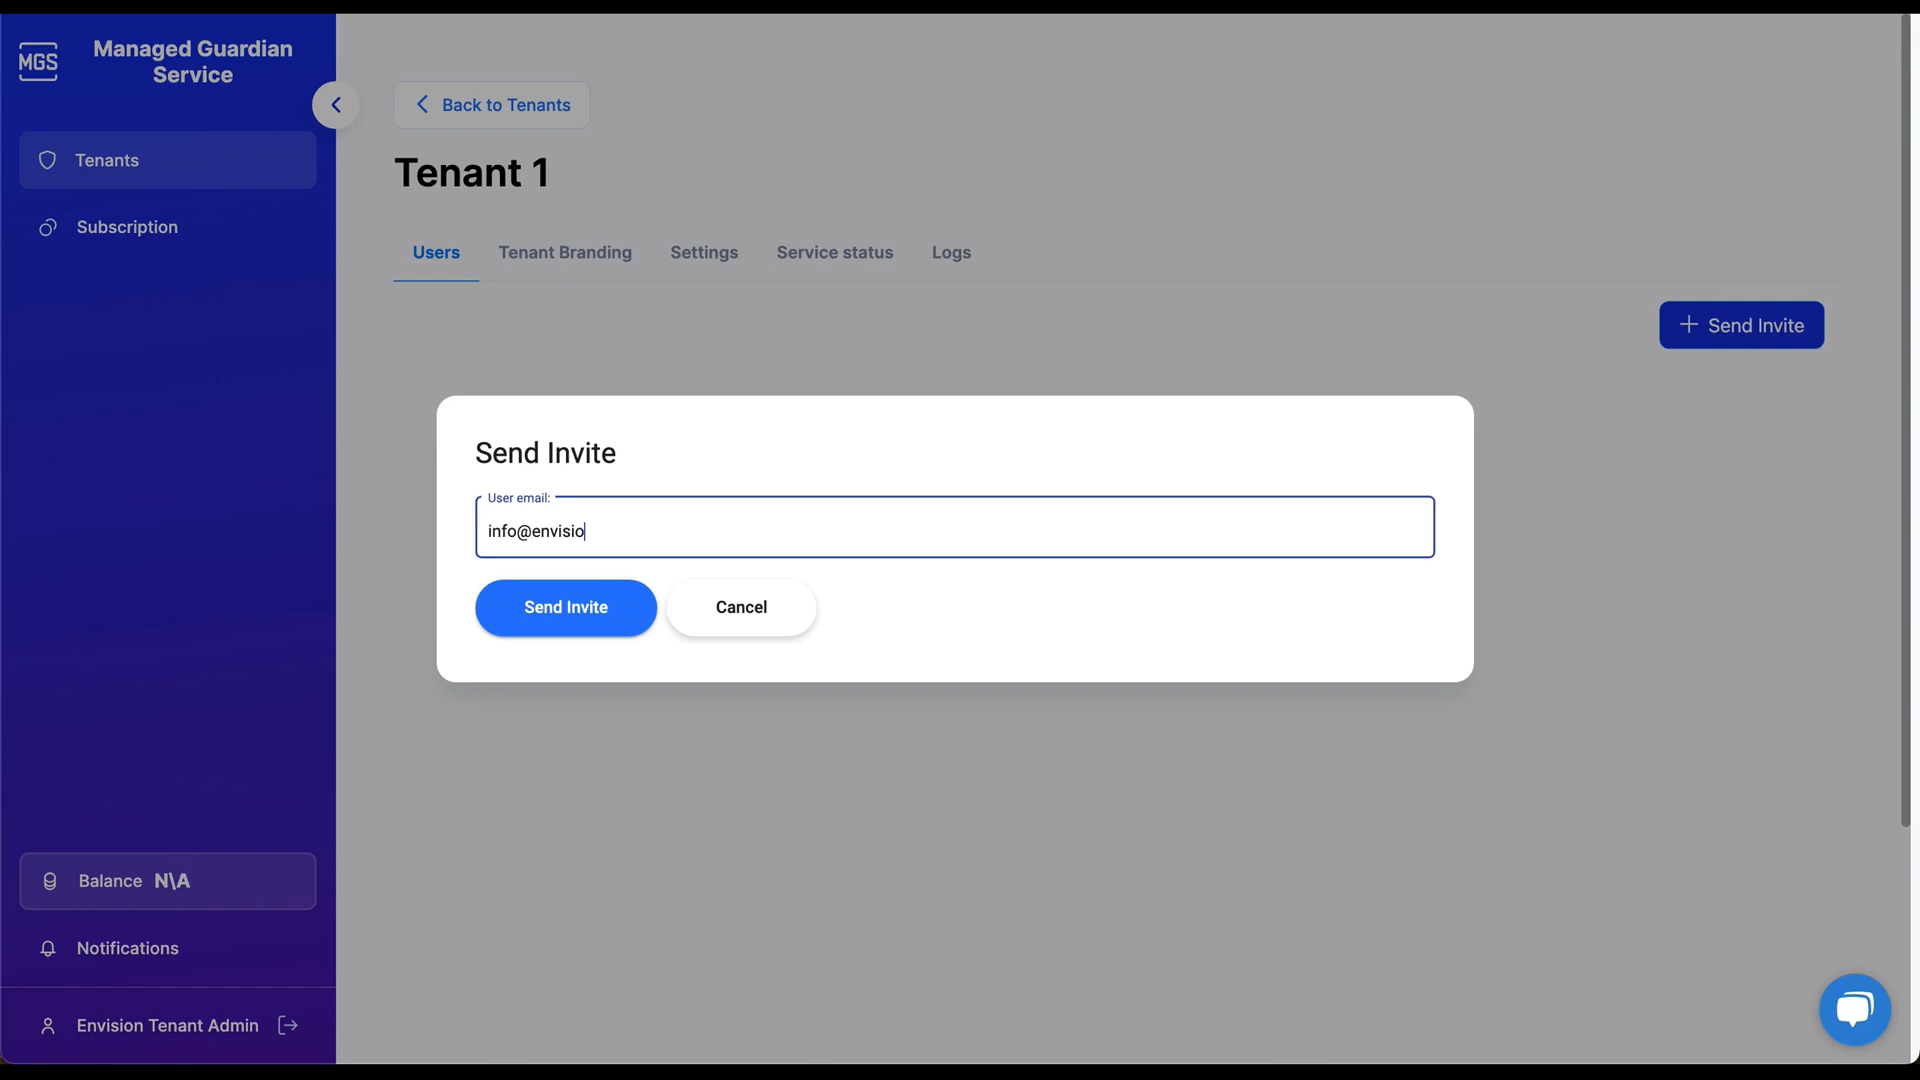 MGS
Managed Guardian
Service
Tenants
Subscription
Balance N\A
Notifications
Envision Tenant Admin
Back to Tenants
Tenant 1
Users Tenant Branding Settings Service status Logs
Send Invite
Send Invite
User email:
info@envisio
Send Invite Cancel